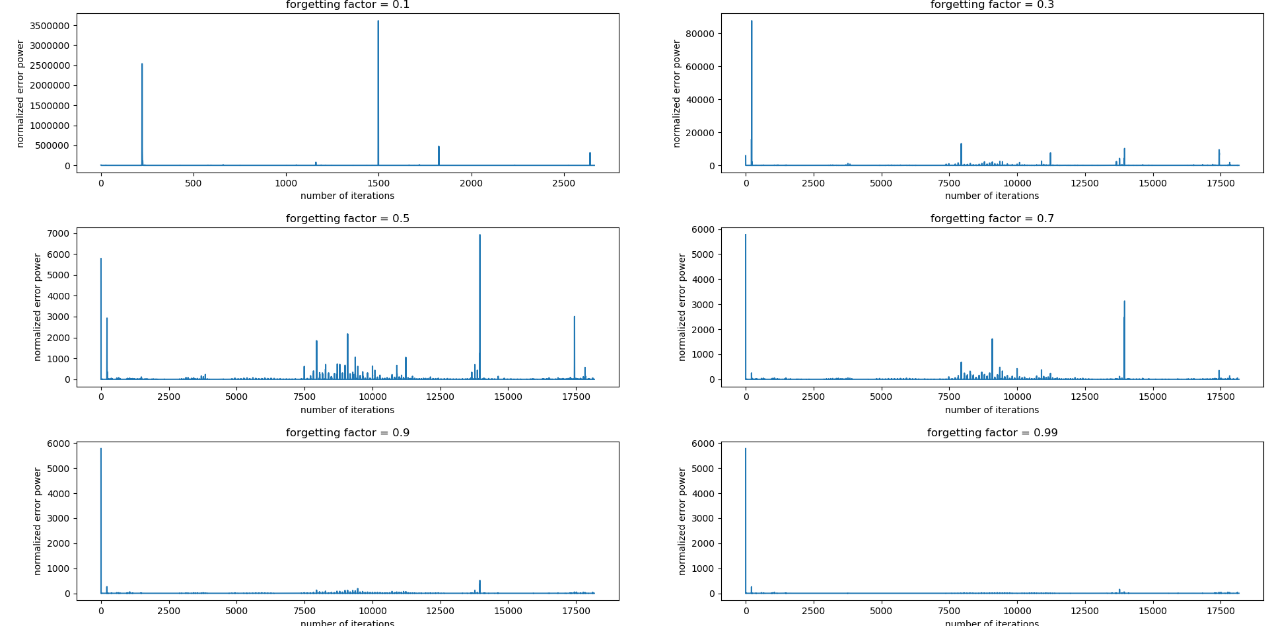 forgetting factor = 0.1
normalized error power
3500000
3000000
2500000
2000000
1500000
1000000
500000
0
0 500 1000 1500 2000 2500
number of iterations
forgetting factor = 0.3
normalized error power
80000
60000
40000
20000
0
0 2500 5000 7500 10000 12500 15000 17500
number of iterations
forgetting factor = 0.5
normalized error power
7000
6000
5000
4000
3000
2000
1000
0
0 2500 5000 7500 10000 12500 15000 17500
number of iterations
forgetting factor = 0.7
normalized error power
6000
5000
4000
3000
2000
1000
0
0 2500 5000 7500 10000 12500 15000 17500
number of iterations
forgetting factor = 0.9
normalized error power
6000
5000
4000
3000
2000
1000
0
0 2500 5000 7500 10000 12500 15000 17500
number of iterations
forgetting factor = 0.99
normalized error power
6000
5000
4000
3000
2000
1000
0
0 2500 5000 7500 10000 12500 15000 17500
number of iterations